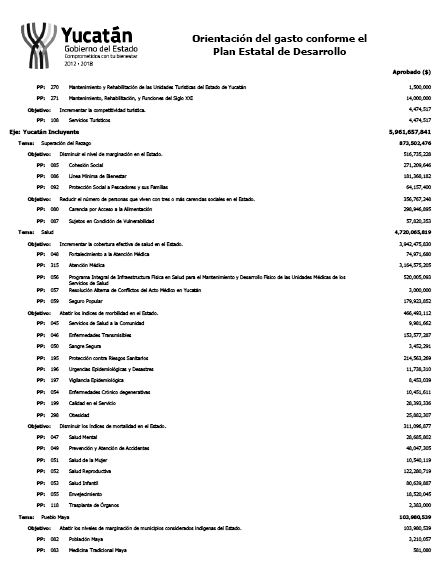 Yucatán
Gobierno del Estado
Comprometidos con tu bienestar
2012 · 2018
Orientación del gasto conforme el
Plan Estatal de Desarrollo
Aprobado ($)
PP: 270 Mantenimiento y Rehabilitación de las Unidades Turísticas del Estado de Yucatán 1,500,000
PP: 271 Mantenimiento, Rehabilitación, y Funciones del Siglo XXI 14,000,000
Objetivo: Incrementar la competitividad turística. 4,474,517
PP: 108 Servicios Turísticos 4,474,517
Eje: Yucatán Incluyente 5,961,657,841
Tema: Superación del Rezago 873,502,476
Objetivo: Disminuir el nivel de marginación en el Estado. 516,735,228
PP: 085 Cohesión Social 271,209,646
PP: 086 Línea Mínima de Bienestar 181,368,182
PP: 092 Protección Social a Pescadores y sus Familias 64,157,400
Objetivo: Reducir el número de personas que viven con tres o más carencias sociales en el Estado. 356,767,248
PP: 080 Carencia por Acceso a la Alimentación 298,946,895
PP: 087 Sujetos en Condición de Vulnerabilidad 57,820,353
Tema: Salud 4,720,065,819
Objetivo: Incrementar la cobertura efectiva de salud en el Estado. 3,942,475,830
PP: 048 Fortalecimiento a la Atención Médica 74,971,680
PP: 315 Atención Médica 3,164,575,205
PP: 056 Programa Integral de Infraestructura Física en Salud para el Mantenimiento y Desarrollo Físico de las Unidades Médicas de los 520,005,093
Servicios de Salud
PP: 057 Resolución Alterna de Conflictos del Acto Médico en Yucatán 3,000,000
PP: 059 Seguro Popular 179,923,852
Objetivo: Abatir los índices de morbilidad en el Estado. 466,493,112
PP: 045 Servicios de Salud a la Comunidad 9,981,662
PP: 046 Enfermedades Transmisibles 153,577,287
PP: 050 Sangre Segura 3,452,291
PP: 195 Protección contra Riesgos Sanitarios 214,563,269
PP: 196 Urgencias Epidemiológicas y Desastres 11,738,310
PP: 197 Vigilancia Epidemiológica 8,453,039
PP: 054 Enfermedades Crónico degenerativas 10,451,611
PP: 199 Calidad en el Servicio 28,393,336
PP: 298 Obesidad 25,882,307
Objetivo: Disminuir los índices de mortalidad en el Estado. 311,096,877
PP: 047 Salud Mental 28,685,802
PP: 049 Prevención y Atención de Accidentes 48,047,305
PP: 051 Salud de la Mujer 10,540,119
PP: 052 Salud Reproductiva 122,280,719
PP: 053 Salud Infantil 80,639,887
PP: 055 Envejecimiento 18,520,045
PP: 118 Trasplante de Órganos 2,383,000
Tema: Pueblo Maya 103,980,539
Objetivo: Abatir los niveles de marginación de municipios considerados indígenas del Estado. 103,980,539
PP: 082 Población Maya 3,210,057
PP: 083 Medicina Tradicional Maya 581,080